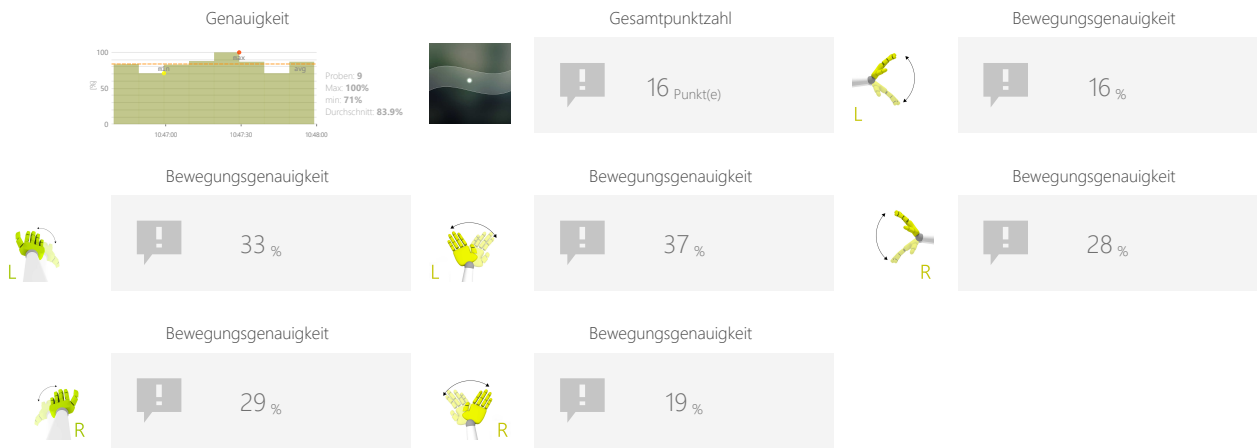 Genauigkeit
100
50
0
[%]
min
max
avg
10:47:00
10:47:30
10:48:00
Proben: 9
Max: 100%
min: 71%
Durchschnitt: 83.9%
Gesamtpunktzahl
16 Punkt(e)
Bewegungsgenauigkeit
L
16 %
Bewegungsgenauigkeit
L
33 %
Bewegungsgenauigkeit
L
37 %
Bewegungsgenauigkeit
R
28 %
Bewegungsgenauigkeit
R
29 %
Bewegungsgenauigkeit
R
19 %